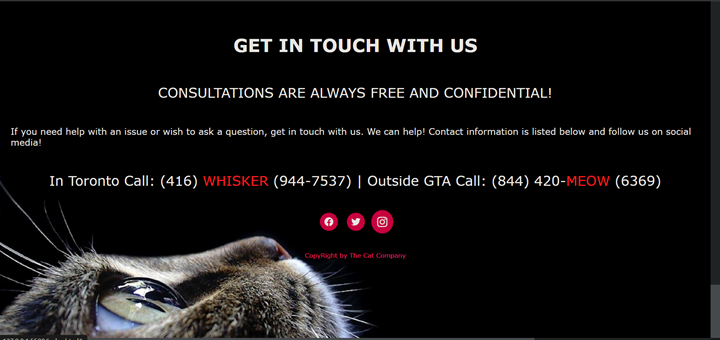 GET IN TOUCH WITH US
CONSULTATIONS ARE ALWAYS FREE AND CONFIDENTIAL!
If you need help with an issue or wish to ask a question, get in touch with us. We can help! Contact information is listed below and follow us on social
media!
In Toronto Call: (416) WHISKER (944-7537) | Outside GTA Call: (844) 420-MEOW (6369)
CopyRight by The Cat Company